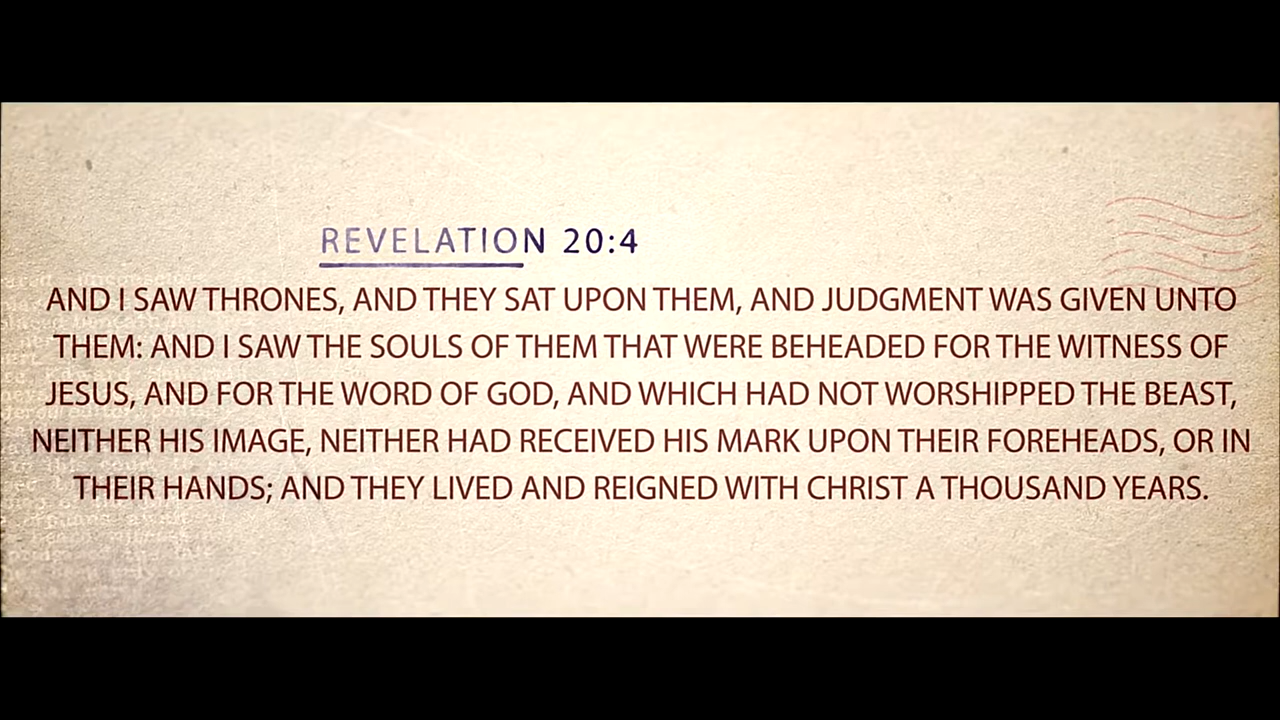 REVELATION 20:4
AND I SAW THRONES, AND THEY SAT UPON THEM, AND JUDGMENT WAS GIVEN UNTO
THEM: AND I SAW THE SOULS OF THEM THAT WERE BEHEADED FOR THE WITNESS OF
JESUS, AND FOR THE WORD OF GOD, AND WHICH HAD NOT WORSHIPPED THE BEAST,
NEITHER HIS IMAGE, NEITHER HAD RECEIVED HIS MARK UPON THEIR FOREHEADS, OR IN
THEIR HANDS; AND THEY LIVED AND REIGNED WITH CHRIST A THOUSAND YEARS.